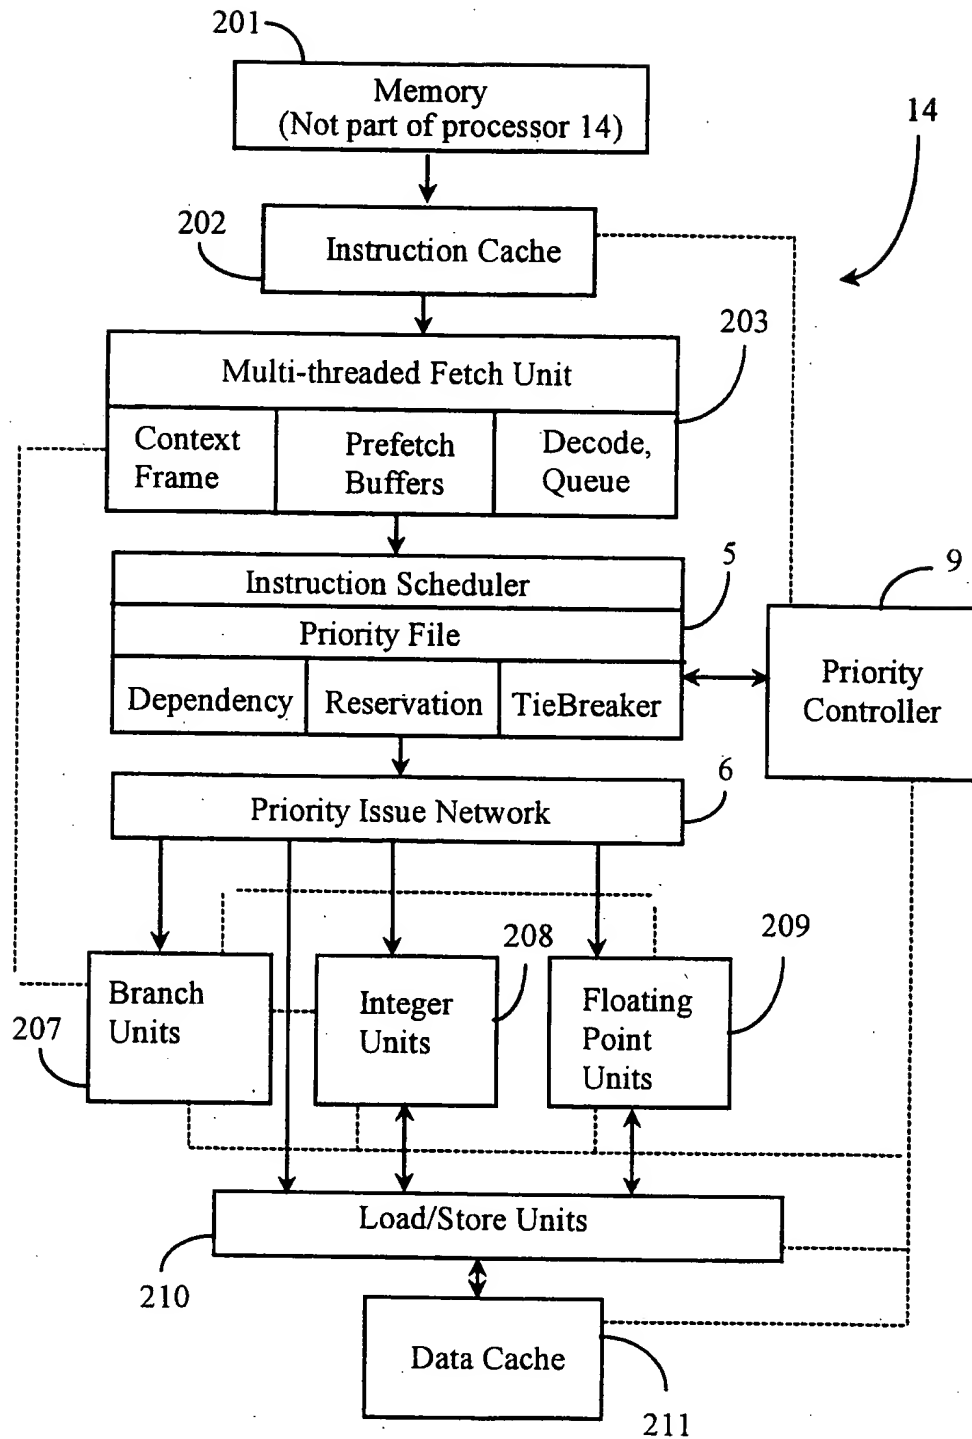 201
Memory
(Not part of processor 14)
14
202
Instruction Cache
203
Multi-threaded Fetch Unit
Context
Frame
Prefetch
Buffers
Decode,
Queue
5
9
Instruction Scheduler
Priority File
Dependency
Reservation
TieBreaker
Priority
Controller
6
Priority Issue Network
208
209
Branch
Units
207
Integer
Units
Floating
Point
Units
Load/Store Units
210
Data Cache
211